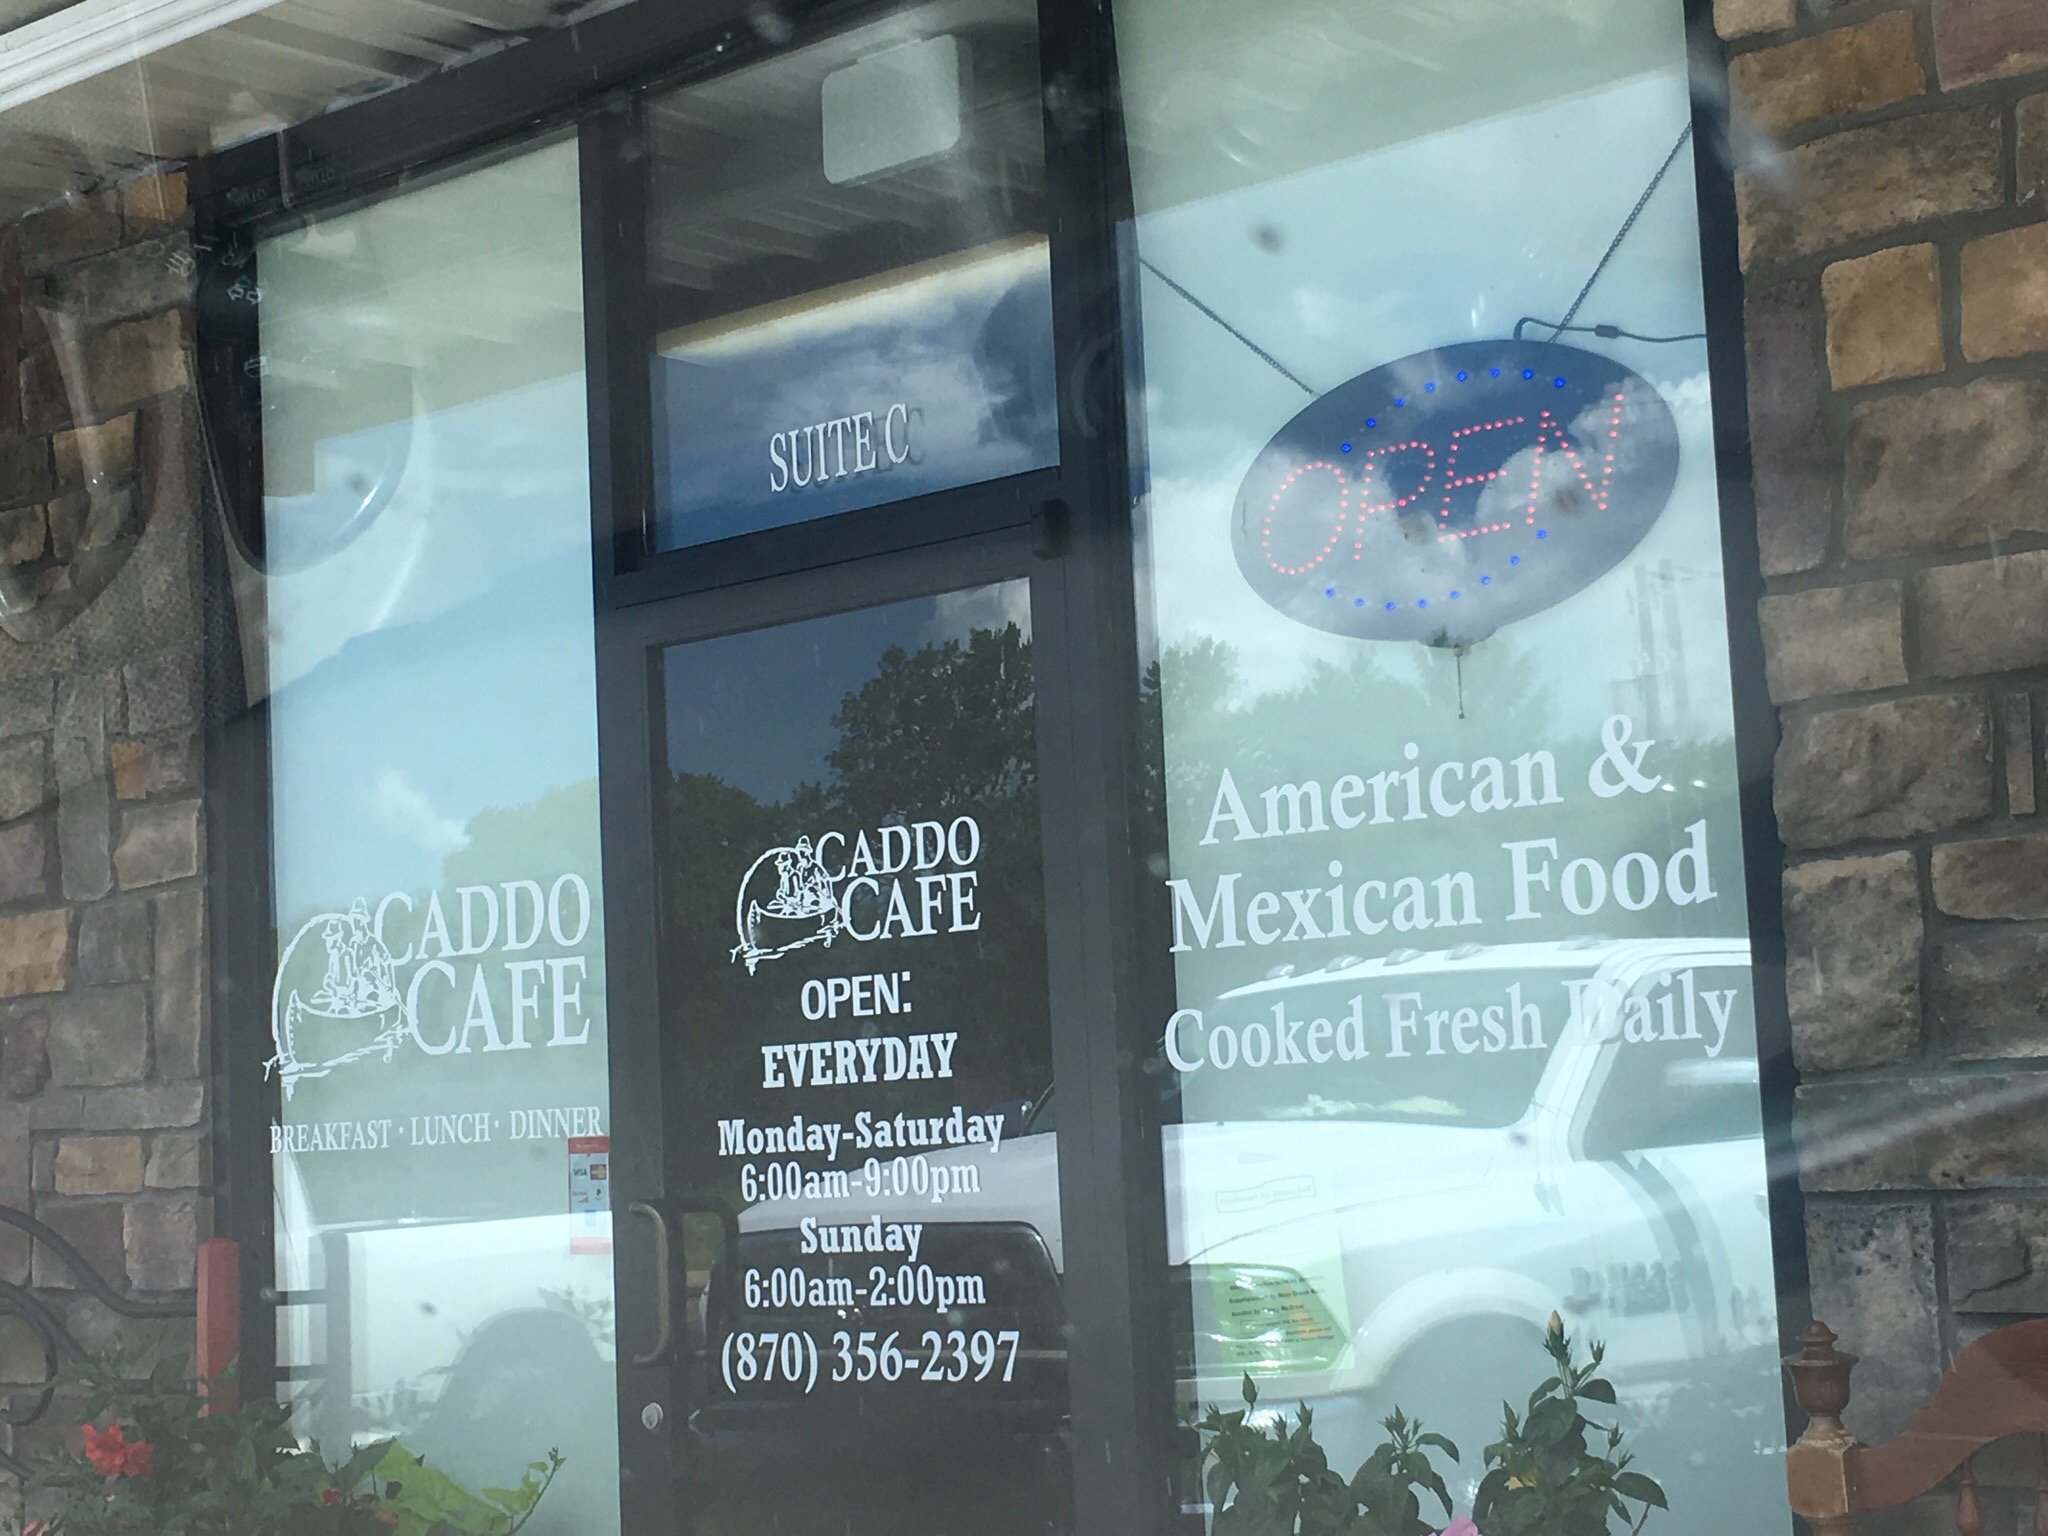 SUITE C
OPEN
CADDO
CAFE
BREAKFAST · LUNCH · DINNER
VISA
CADDO
CAFE
OPEN:
EVERYDAY
Monday-Saturday
6:00am-9:00pm
Sunday
6:00am-2:00pm
(870) 356-2397
American &
Mexican Food
Cooked Fresh Daily